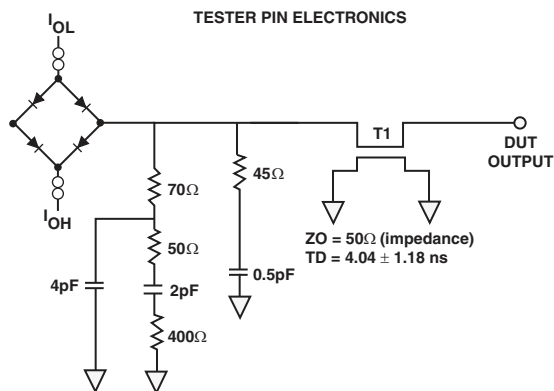 TESTER PIN ELECTRONICS
IOL
T1
DUT
OUTPUT
70Ω
45Ω
IOH
50Ω
ZO = 50Ω (impedance)
TD = 4.04 ± 1.18 ns
4pF
2pF
0.5pF
400Ω